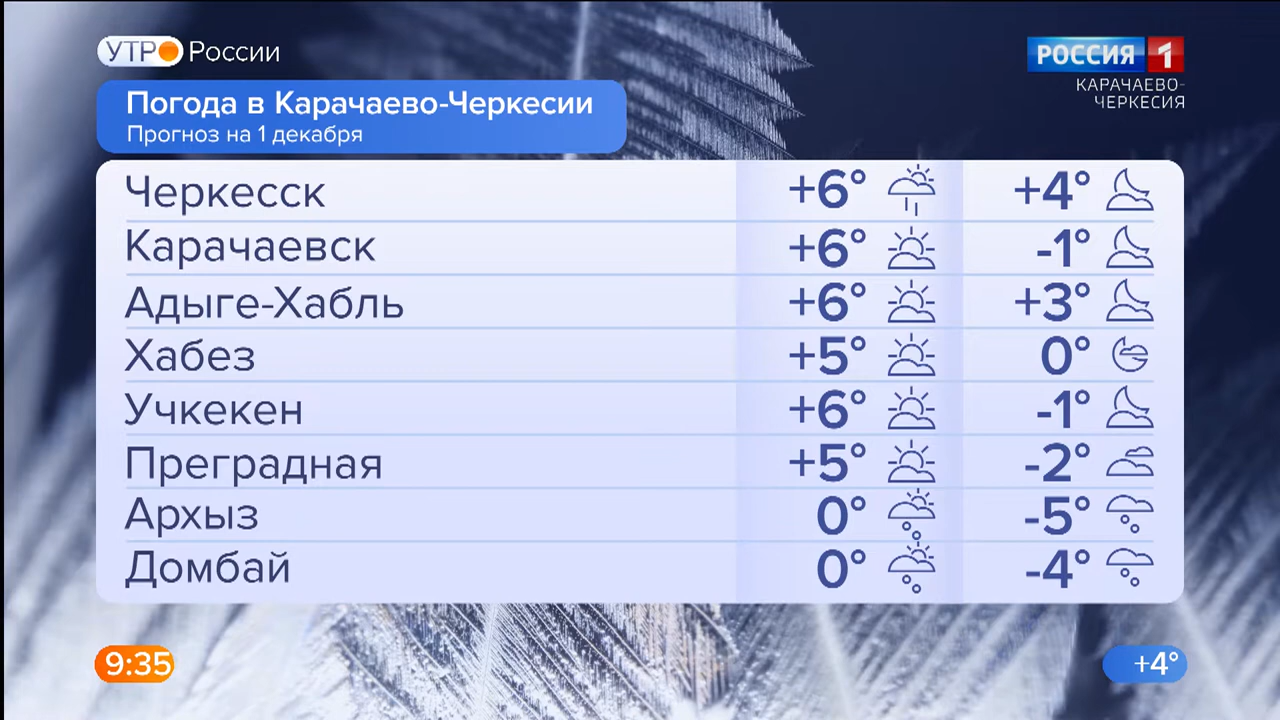 УТРО России
РОССИЯ 1
КАРАЧАЕВО-
ЧЕРКЕСИЯ
Погода в Карачаево-Черкесии
Прогноз на 1 декабря
Черкесск +6° +4°
Карачаевск +6° -1°
Адыге-Хабль +6° +3°
Хабез +5° 0°
Учкекен +6° -1°
Преградная +5° -2°
Архыз 0° -5°
Домбай 0° -4°
9:35 +4°